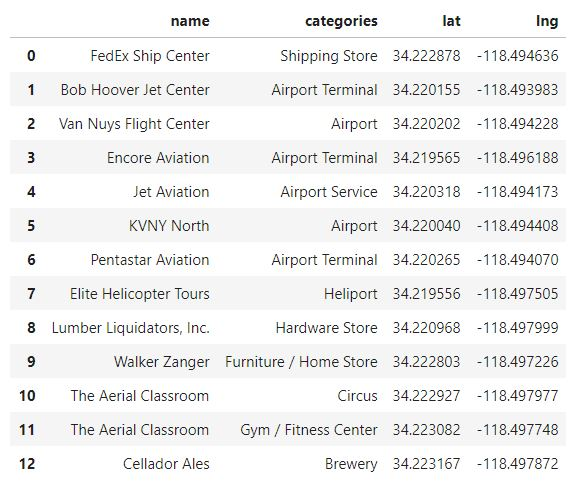 name categories lat lng
0 FedEx Ship Center Shipping Store 34.222878 -118.494636
1 Bob Hoover Jet Center Airport Terminal 34.220155 -118.493983
2 Van Nuys Flight Center Airport 34.220202 -118.494228
3 Encore Aviation Airport Terminal 34.219565 -118.496188
4 Jet Aviation Airport Service 34.220318 -118.494173
5 KVNY North Airport 34.220040 -118.494408
6 Pentastar Aviation Airport Terminal 34.220265 -118.494070
7 Elite Helicopter Tours Heliport 34.219556 -118.497505
8 Lumber Liquidators, Inc. Hardware Store 34.220968 -118.497999
9 Walker Zanger Furniture / Home Store 34.222803 -118.497226
10 The Aerial Classroom Circus 34.222927 -118.497977
11 The Aerial Classroom Gym / Fitness Center 34.223082 -118.497748
12 Cellador Ales Brewery 34.223167 -118.497872